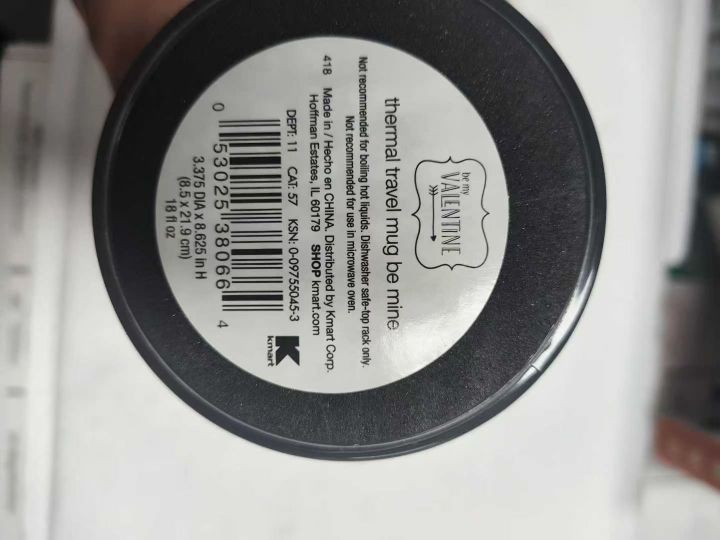 be my
VALENTINE
thermal travel mug be mine
Not recommended for boiling hot liquids. Dishwasher safe-top rack only.
Not recommended for use in microwave oven.
418 Made in / Hecho en CHINA. Distributed by Kmart Corp.
Hoffman Estates, IL 60179 SHOP kmart.com
DEPT: 11 CAT: 57 KSN: 0-09755045-3
K
kmart
0 53025 38066 4
3.375 DIA x 8.625 in H
(8.5 x 21.9 cm)
18 fl oz